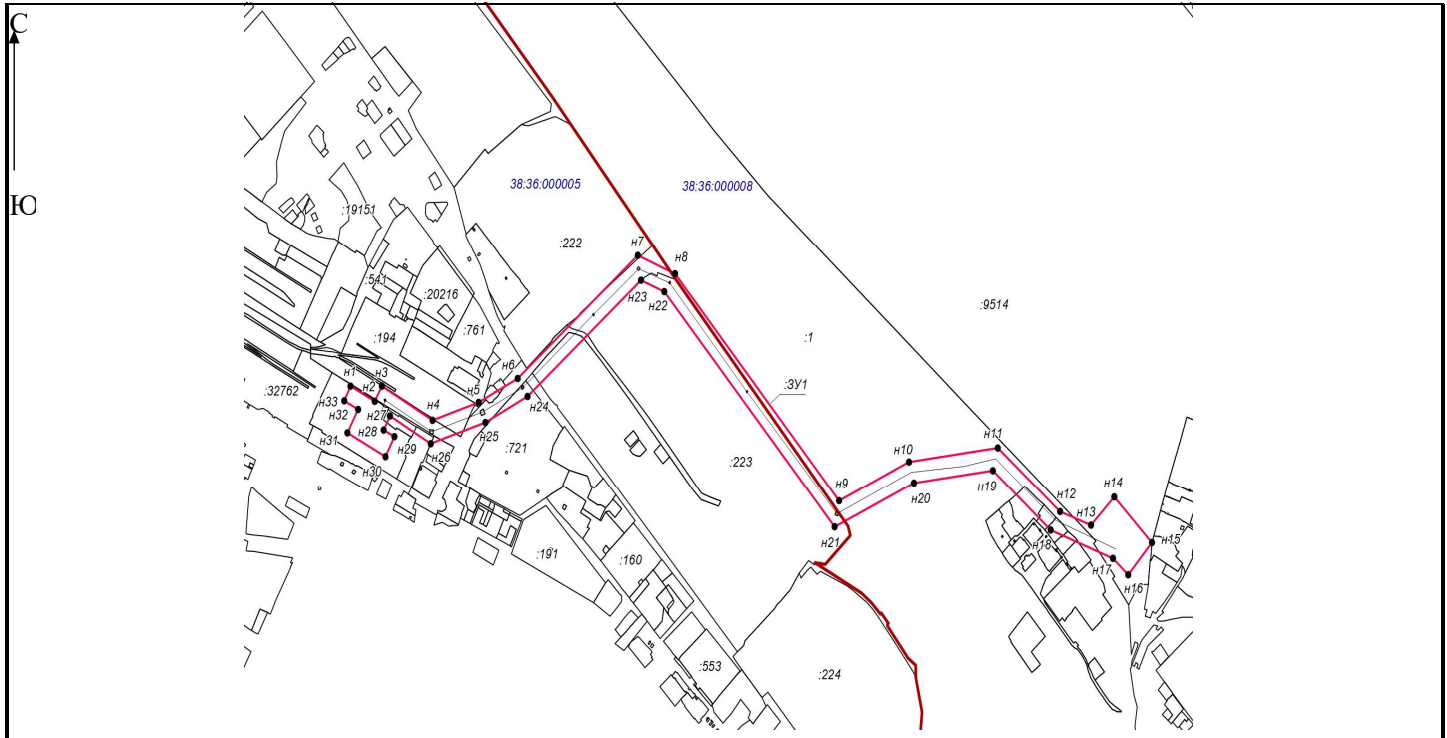 С
Ю
38:36:000005
38:36:000008
:19151
:222
н7
н8
:541
н23
н22
:20216
:9514
:761
:194
:1
н6
н1
н3
:ЗУ1
:32762
н2
н5
н33
н4
н24
н32
н27
н25
н28
н31
н29
н26
:721
н30
:223
н10
н11
н9
н19
н20
н14
н12
н13
н21
н18
н15
н17
н16
:191
:160
:553
:224